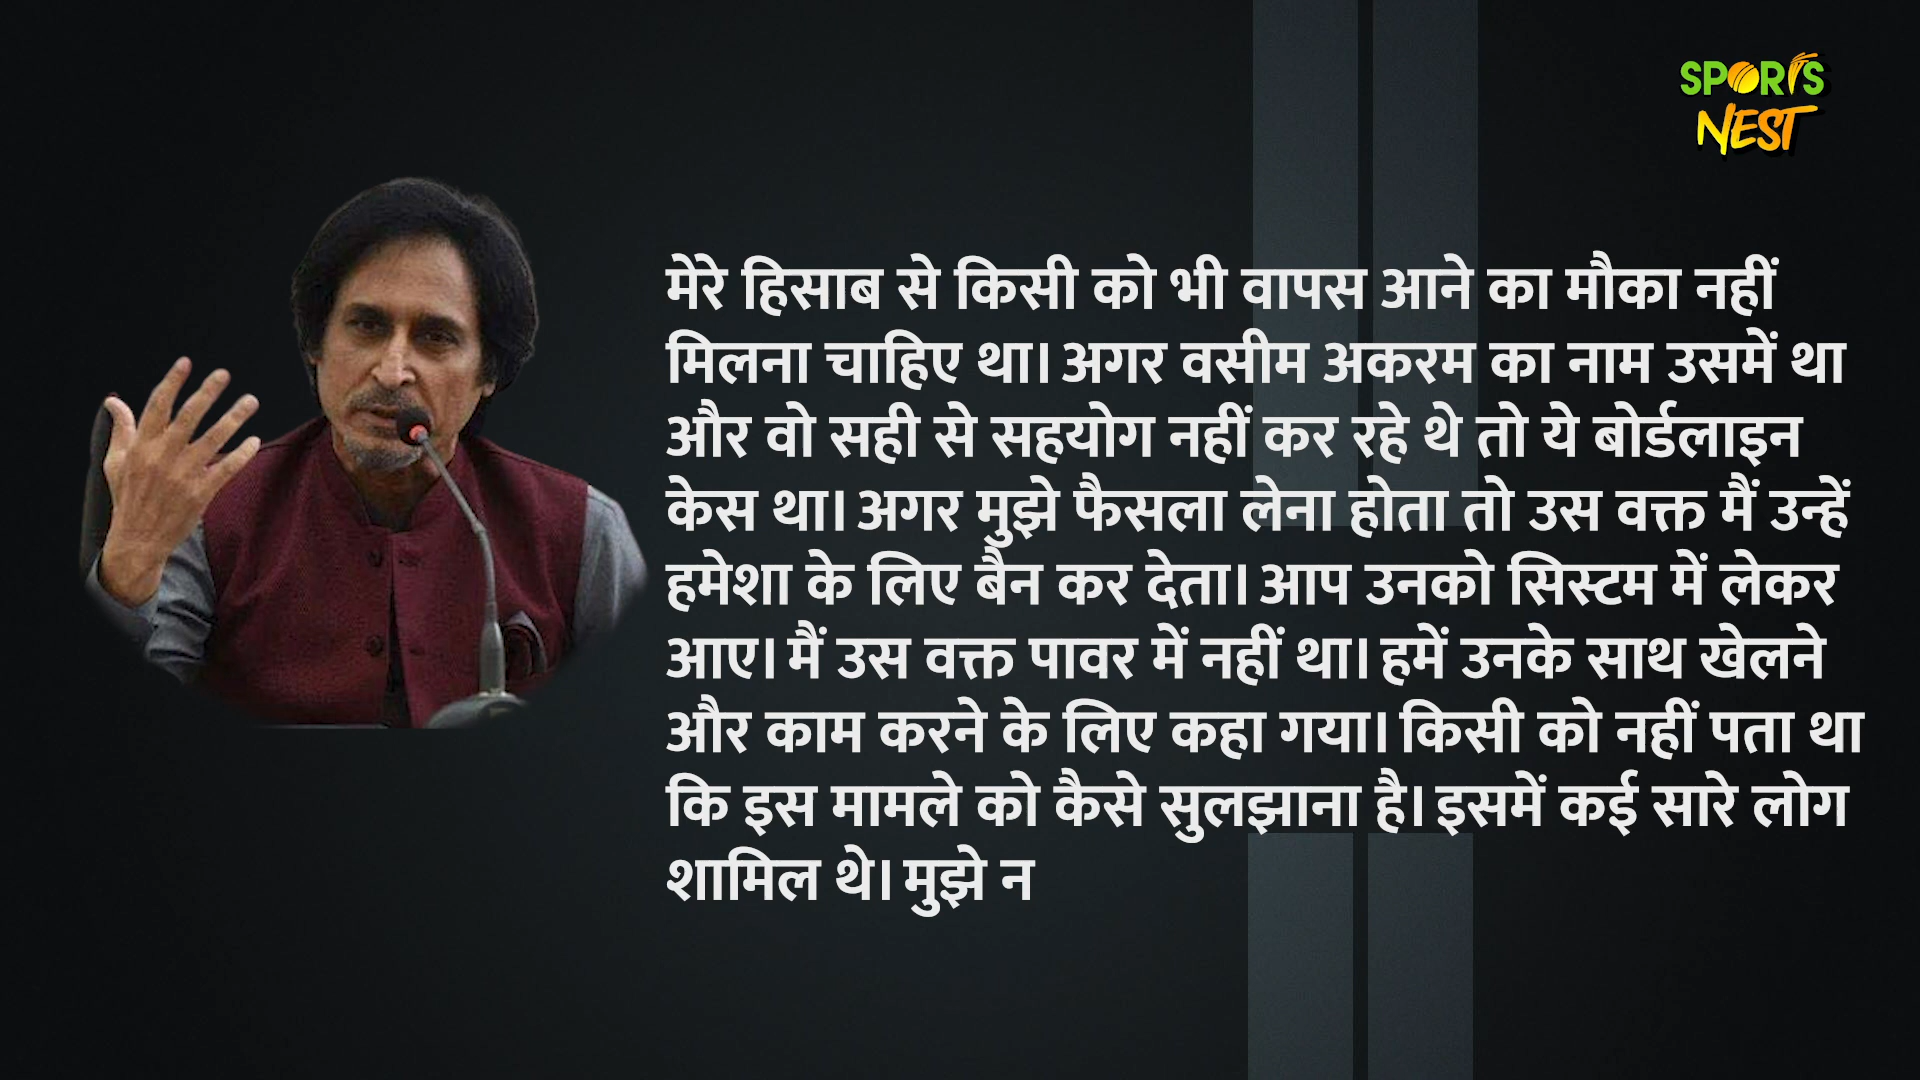 SPORTS
NEST
मेरे हिसाब से किसी को भी वापस आने का मौका नहीं
मिलना चाहिए था। अगर वसीम अकरम का नाम उसमें था
और वो सही से सहयोग नहीं कर रहे थे तो ये बोर्डलाइन
केस था। अगर मुझे फैसला लेना होता तो उस वक्त मैं उन्हें
हमेशा के लिए बैन कर देता। आप उनको सिस्टम में लेकर
आए। मैं उस वक्त पावर में नहीं था। हमें उनके साथ खेलने
और काम करने के लिए कहा गया। किसी को नहीं पता था
कि इस मामले को कैसे सुलझाना है। इसमें कई सारे लोग
शामिल थे। मुझे न